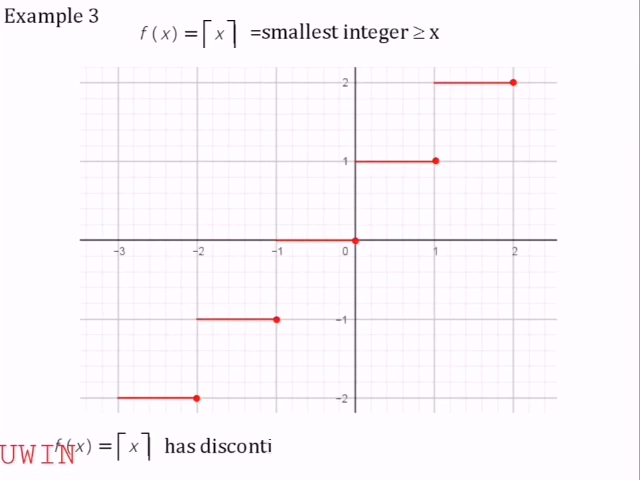 Example 3
f(x) = ⌈x⌉ =smallest integer ≥ x
2
1
-3 -2 -1 0 1 2
-1
-2
UWIN f(x) = ⌈x⌉ has disconti